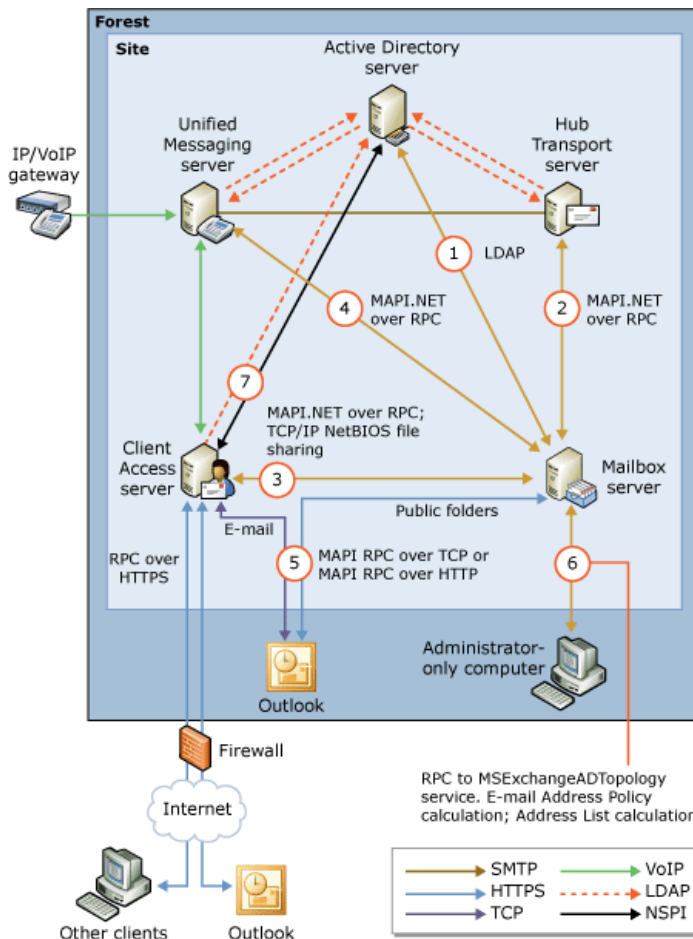 Forest
Site
Active Directory
server
Unified
Messaging
server
Hub
Transport
server
IP/VoIP
gateway
1
LDAP
4
MAPI.NET
over RPC
2
MAPI.NET
over RPC
7
MAPI.NET over RPC;
TCP/IP NetBIOS file
sharing
Client
Access
server
3
Mailbox
server
Public folders
E-mail
RPC over
HTTPS
5
MAPI RPC over TCP or
MAPI RPC over HTTP
6
Administrator-
only computer
Outlook
Firewall
Internet
RPC to MSExchangeADTopology
service. E-mail Address Policy
calculation; Address List calculation
Other clients
Outlook
SMTP
HTTPS
TCP
VoIP
LDAP
NSPI